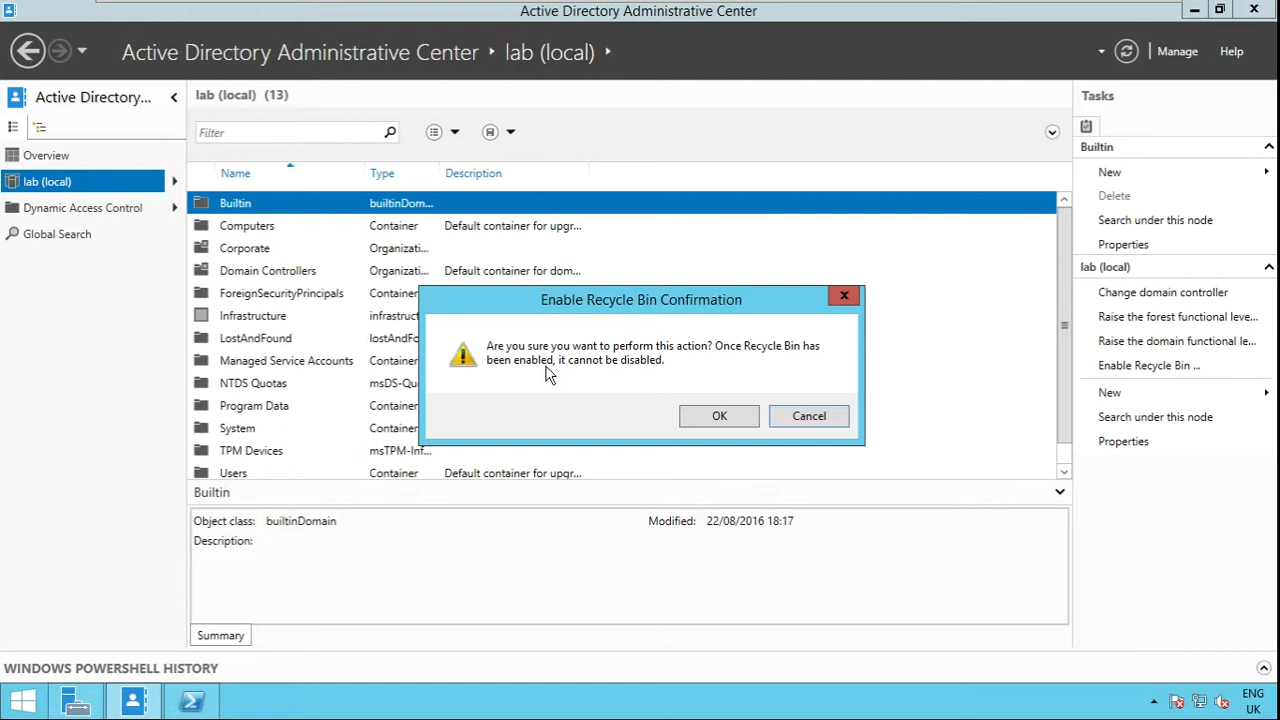 Active Directory Administrative Center
Active Directory Administrative Center ‣ lab (local) ‣
Manage
Help
Active Directory...
Overview
lab (local)
Dynamic Access Control
Global Search
lab (local) (13)
Filter
Name Type Description
Builtin builtinDom...
Computers Container Default container for upgr...
Corporate Organizati...
Domain Controllers Organizati... Default container for dom...
ForeignSecurityPrincipals Container
Infrastructure infrastruct
LostAndFound Container
Managed Service Accounts Container
NTDS Quotas msDS-Qu
Program Data Container
System Container
TPM Devices msTPM-Inf...
Users Container Default container for upgr...
Enable Recycle Bin Confirmation
Are you sure you want to perform this action? Once Recycle Bin has
been enabled, it cannot be disabled.
OK Cancel
Builtin
Object class: builtinDomain Modified: 22/08/2016 18:17
Description:
Summary
Tasks
Builtin
New
Delete
Search under this node
Properties
lab (local)
Change domain controller
Raise the forest functional leve...
Raise the domain functional le...
Enable Recycle Bin ...
New
Search under this node
Properties
WINDOWS POWERSHELL HISTORY
ENG
UK